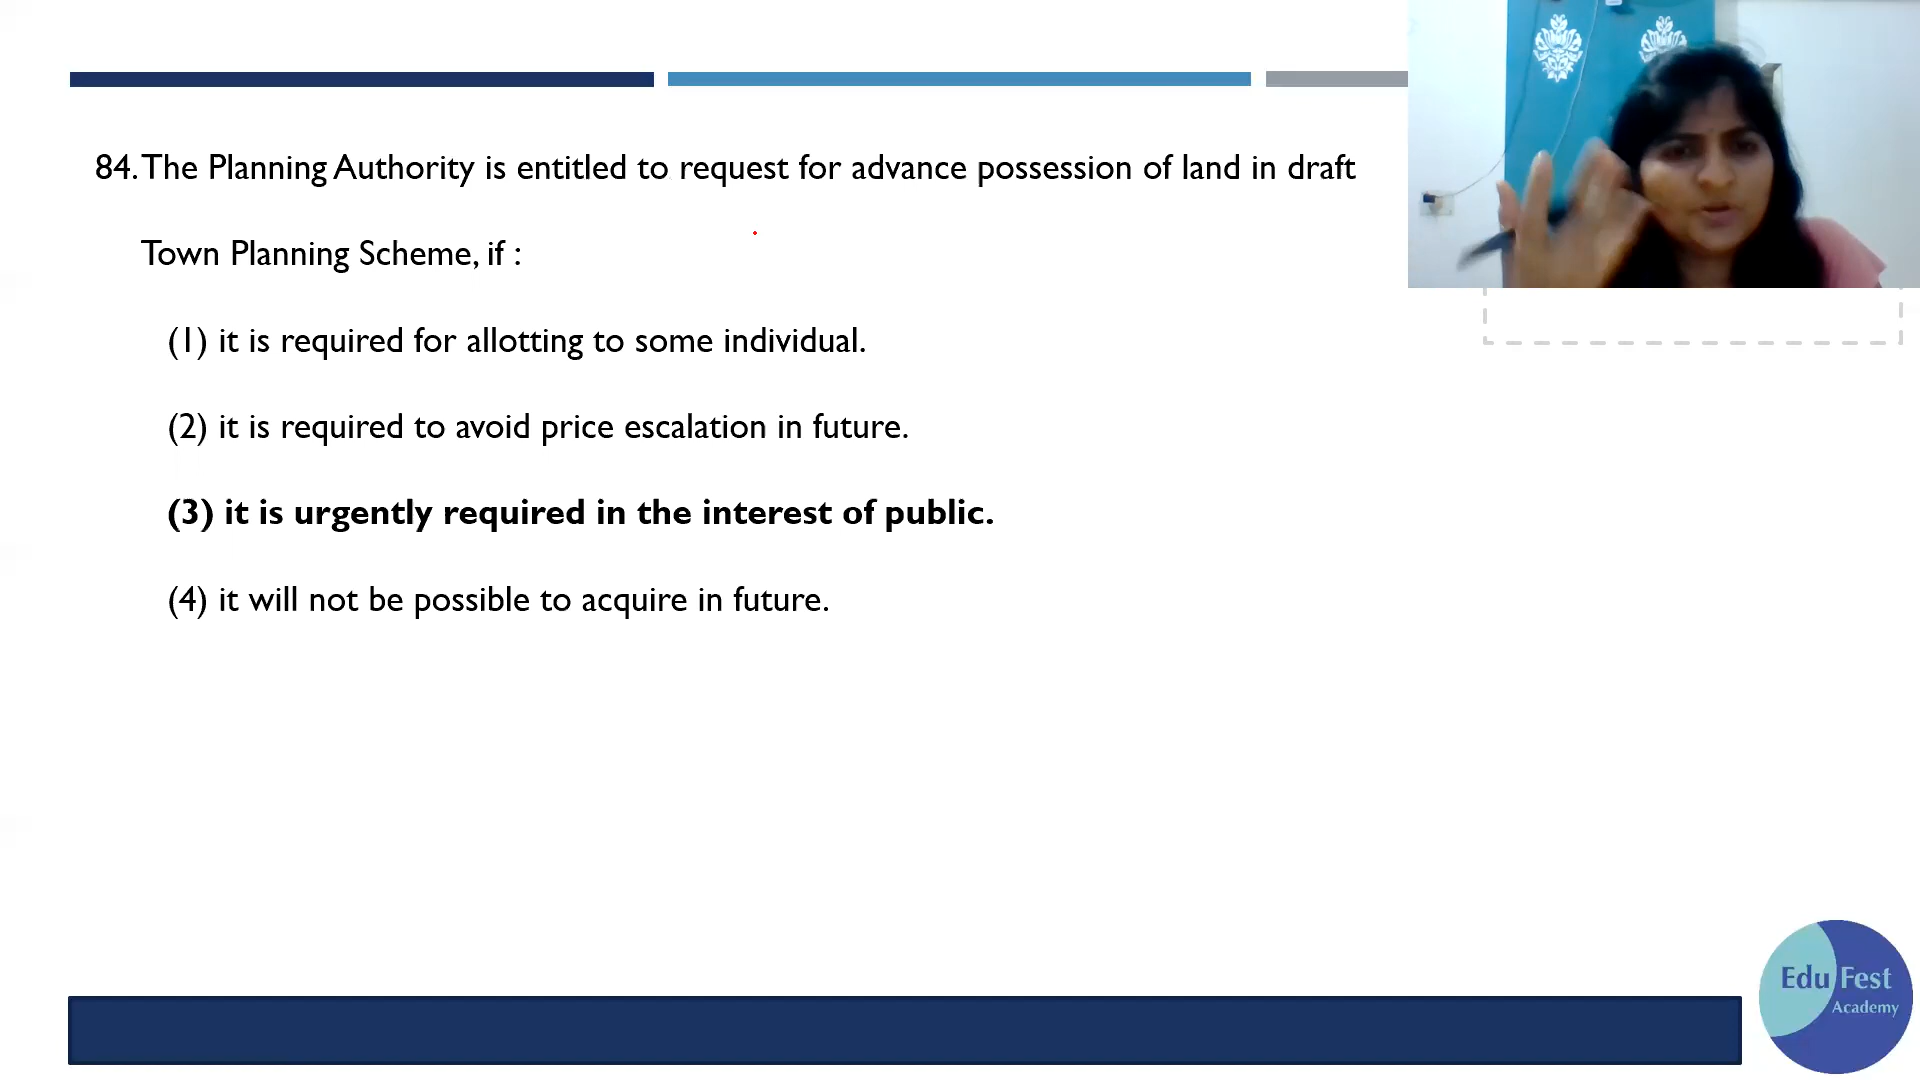 84. The Planning Authority is entitled to request for advance possession of land in draft
Town Planning Scheme, if :
(1) it is required for allotting to some individual.
(2) it is required to avoid price escalation in future.
(3) it is urgently required in the interest of public.
(4) it will not be possible to acquire in future.
Edu Fest
Academy